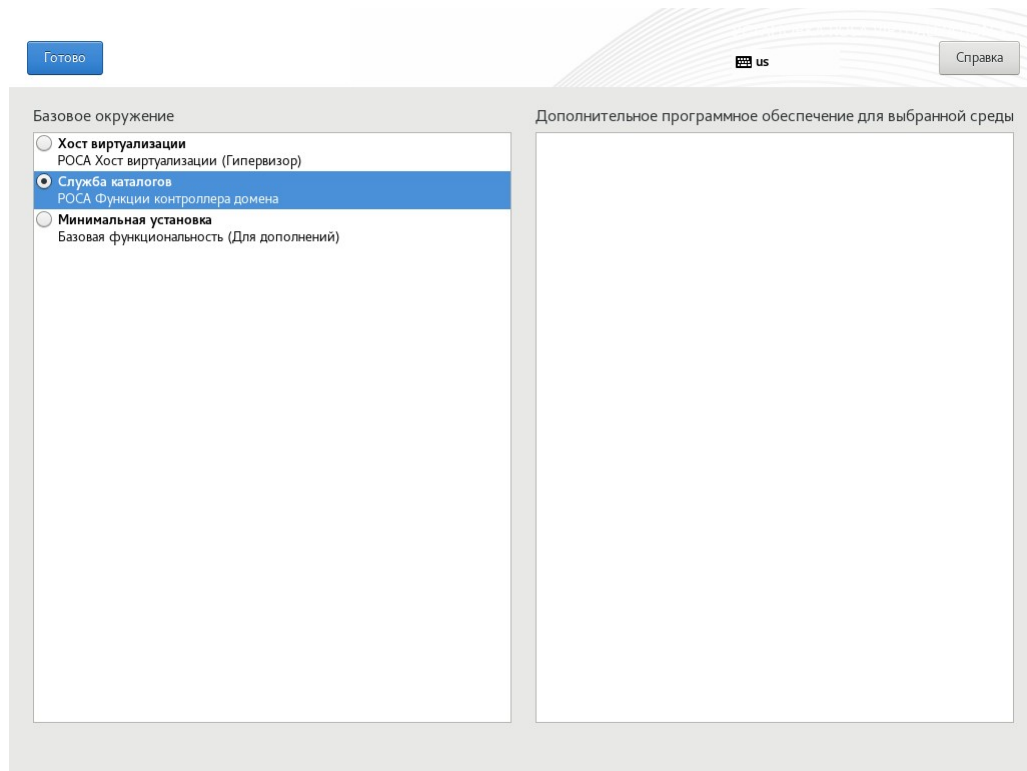 Готово
us
Справка
Базовое окружение
Дополнительное программное обеспечение для выбранной среды
Хост виртуализации
РОСА Хост виртуализации (Гипервизор)
Служба каталогов
РОСА Функции контроллера домена
Минимальная установка
Базовая функциональность (Для дополнений)